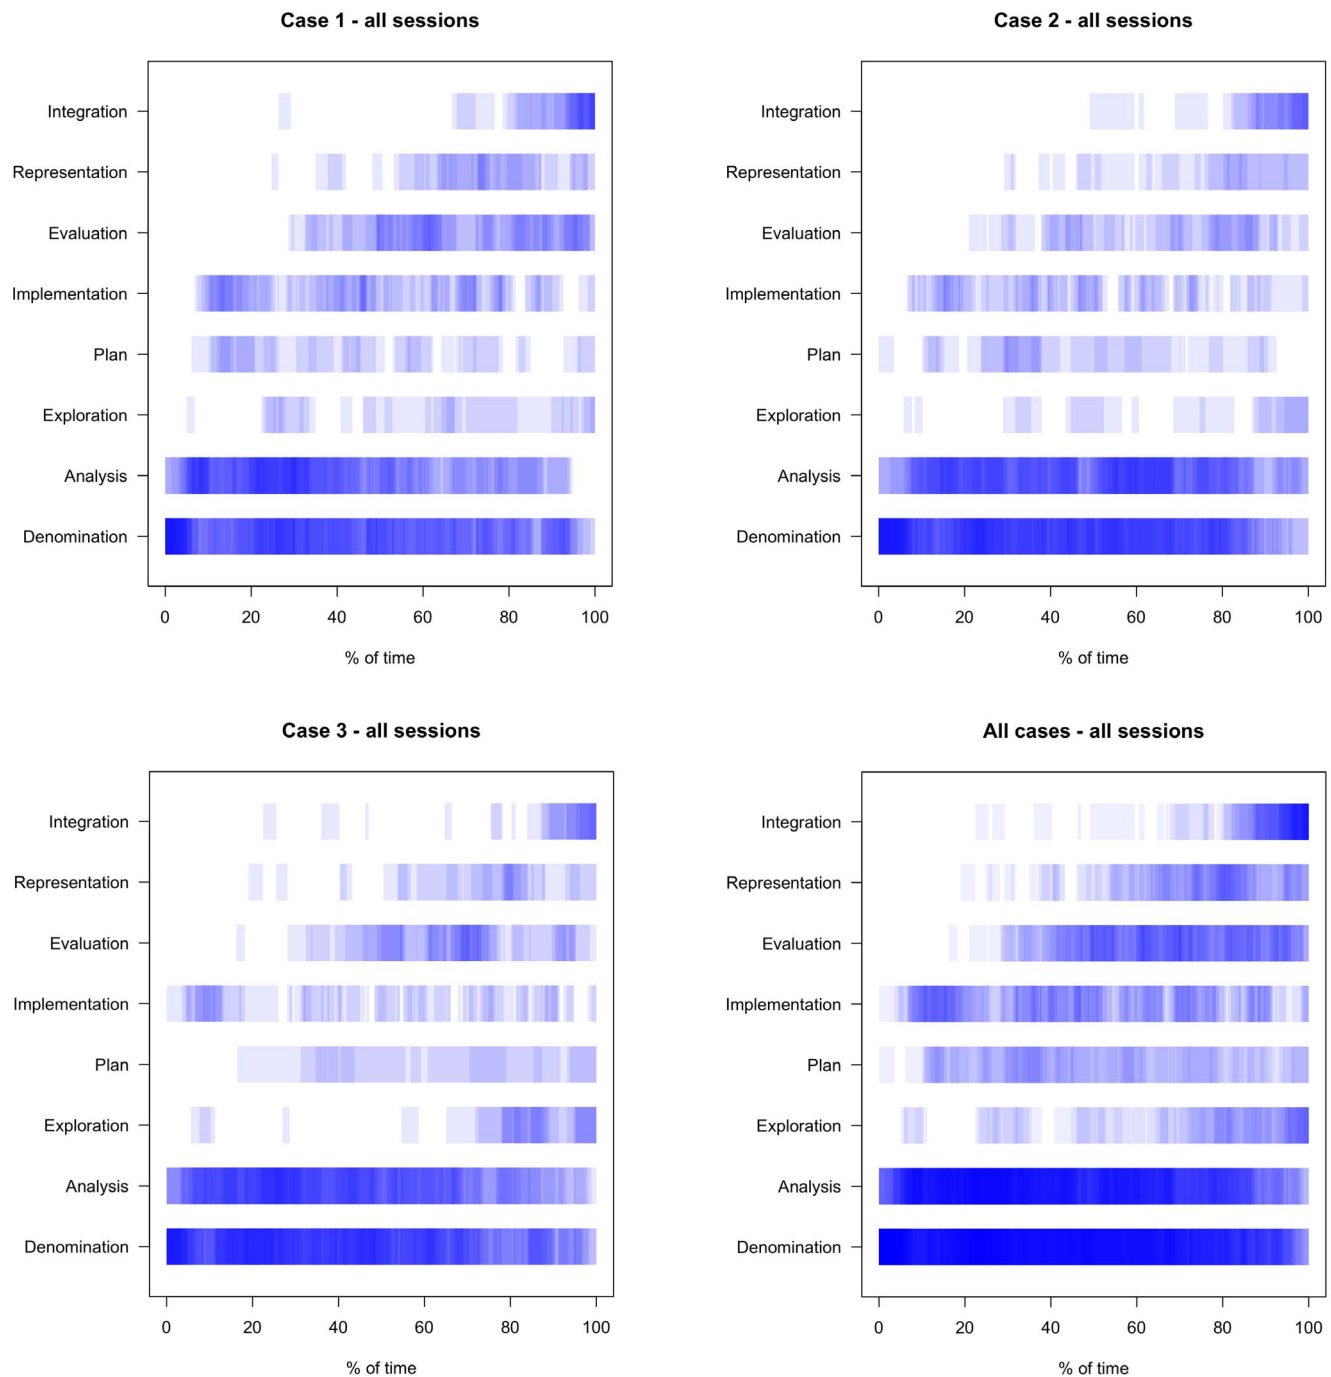 Case 1 - all sessions
Integration
Representation
Evaluation
Implementation
Plan
Exploration
Analysis
Denomination
0 20 40 60 80 100
% of time
Case 2 - all sessions
Integration
Representation
Evaluation
Implementation
Plan
Exploration
Analysis
Denomination
0 20 40 60 80 100
% of time
Case 3 - all sessions
Integration
Representation
Evaluation
Implementation
Plan
Exploration
Analysis
Denomination
0 20 40 60 80 100
% of time
All cases - all sessions
Integration
Representation
Evaluation
Implementation
Plan
Exploration
Analysis
Denomination
0 20 40 60 80 100
% of time